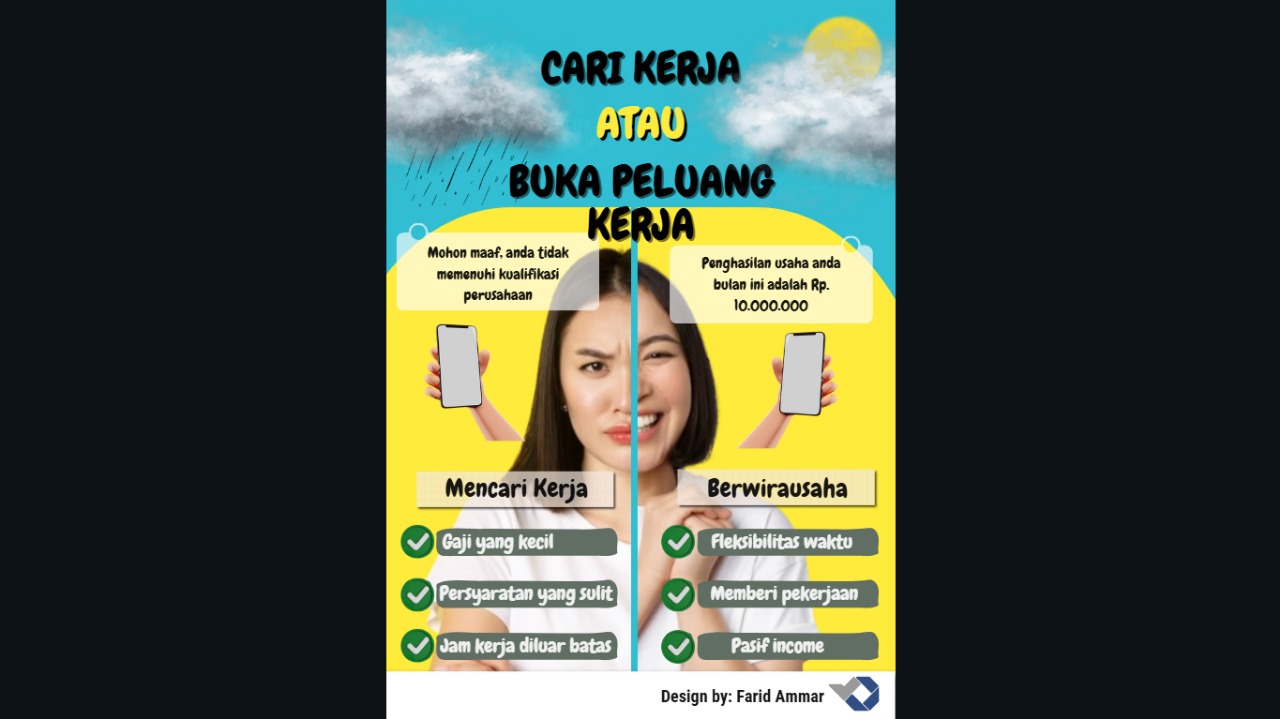 CARI KERJA
ATAU
BUKA PELUANG
KERJA
Mohon maaf, anda tidak
memenuhi kualifikasi
perusahaan
Penghasilan usaha anda
bulan ini adalah Rp.
10.000.000
Mencari Kerja
Gaji yang kecil
Persyaratan yang sulit
Jam kerja diluar batas
Berwirausaha
Fleksibilitas waktu
Memberi pekerjaan
Pasif income
Design by: Farid Ammar